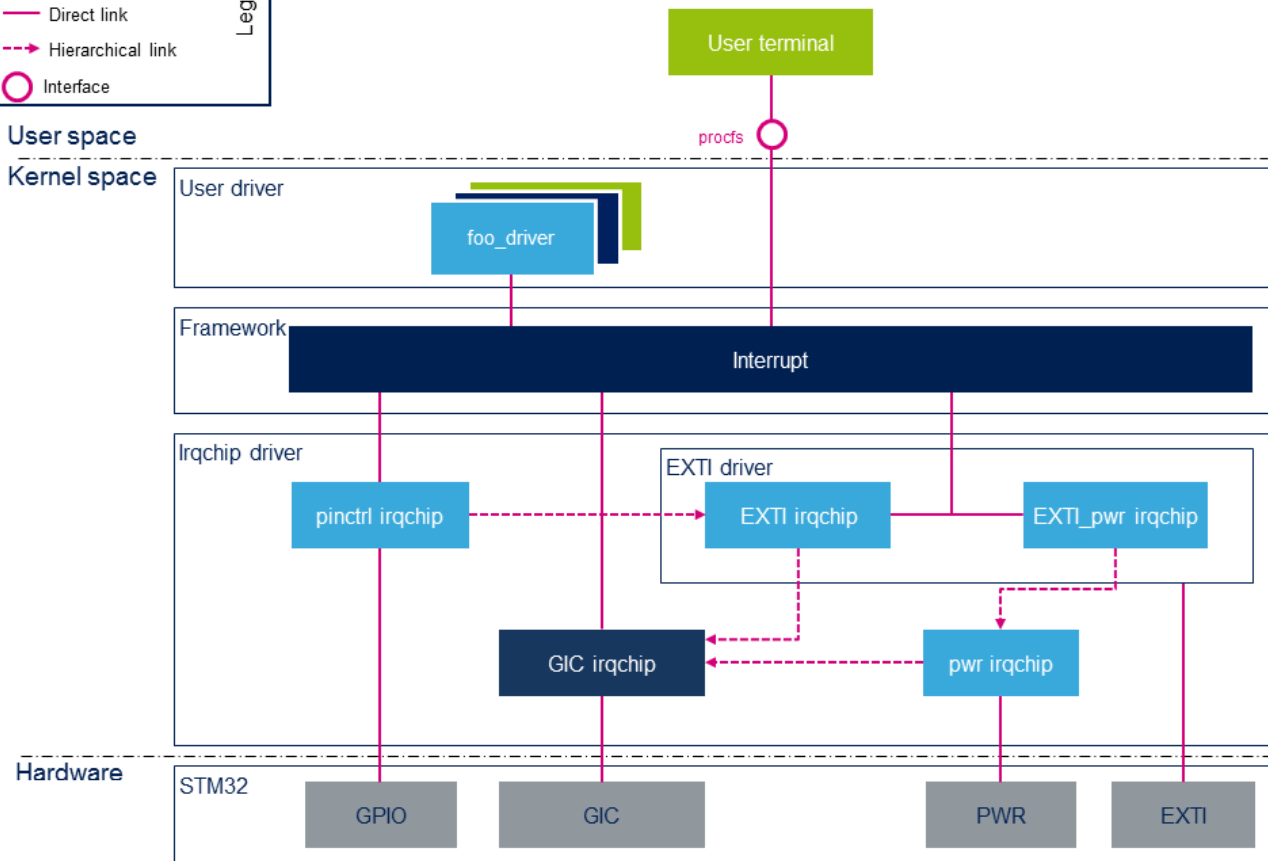 Direct link
Hierarchical link
Interface
User terminal
procfs
User space
Kernel space
User driver
foo_driver
Framework
Interrupt
Irqchip driver
EXTI driver
pinctrl irqchip
EXTI irqchip
EXTI_pwr irqchip
GIC irqchip
pwr irqchip
Hardware
STM32
GPIO
GIC
PWR
EXTI